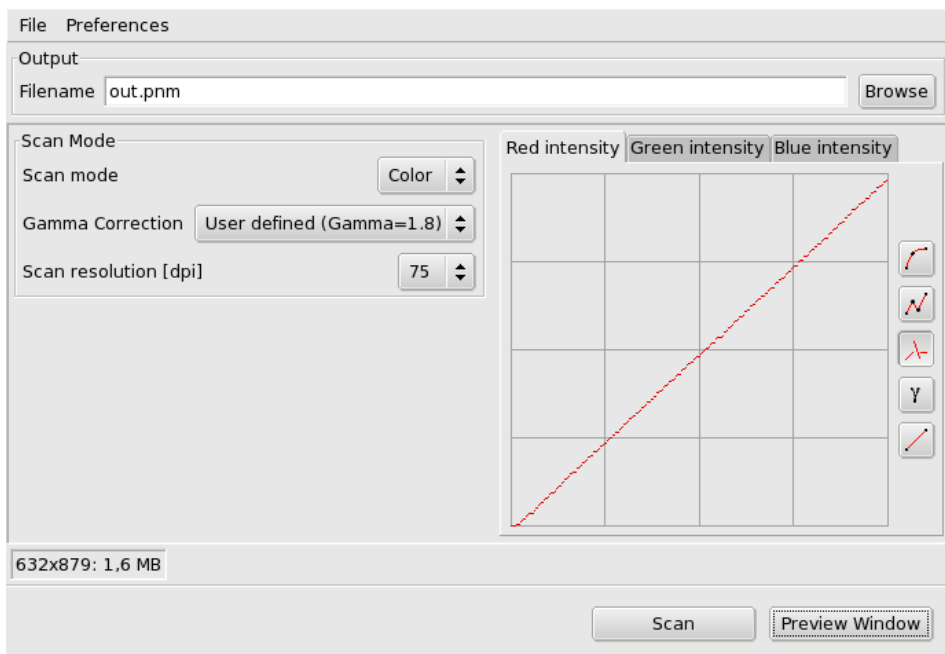 File Preferences
Output
Filename out.pnm Browse
Scan Mode
Scan mode Color
Gamma Correction User defined (Gamma=1.8)
Scan resolution [dpi] 75
Red intensity Green intensity Blue intensity
γ
632x879: 1,6 MB
Scan Preview Window